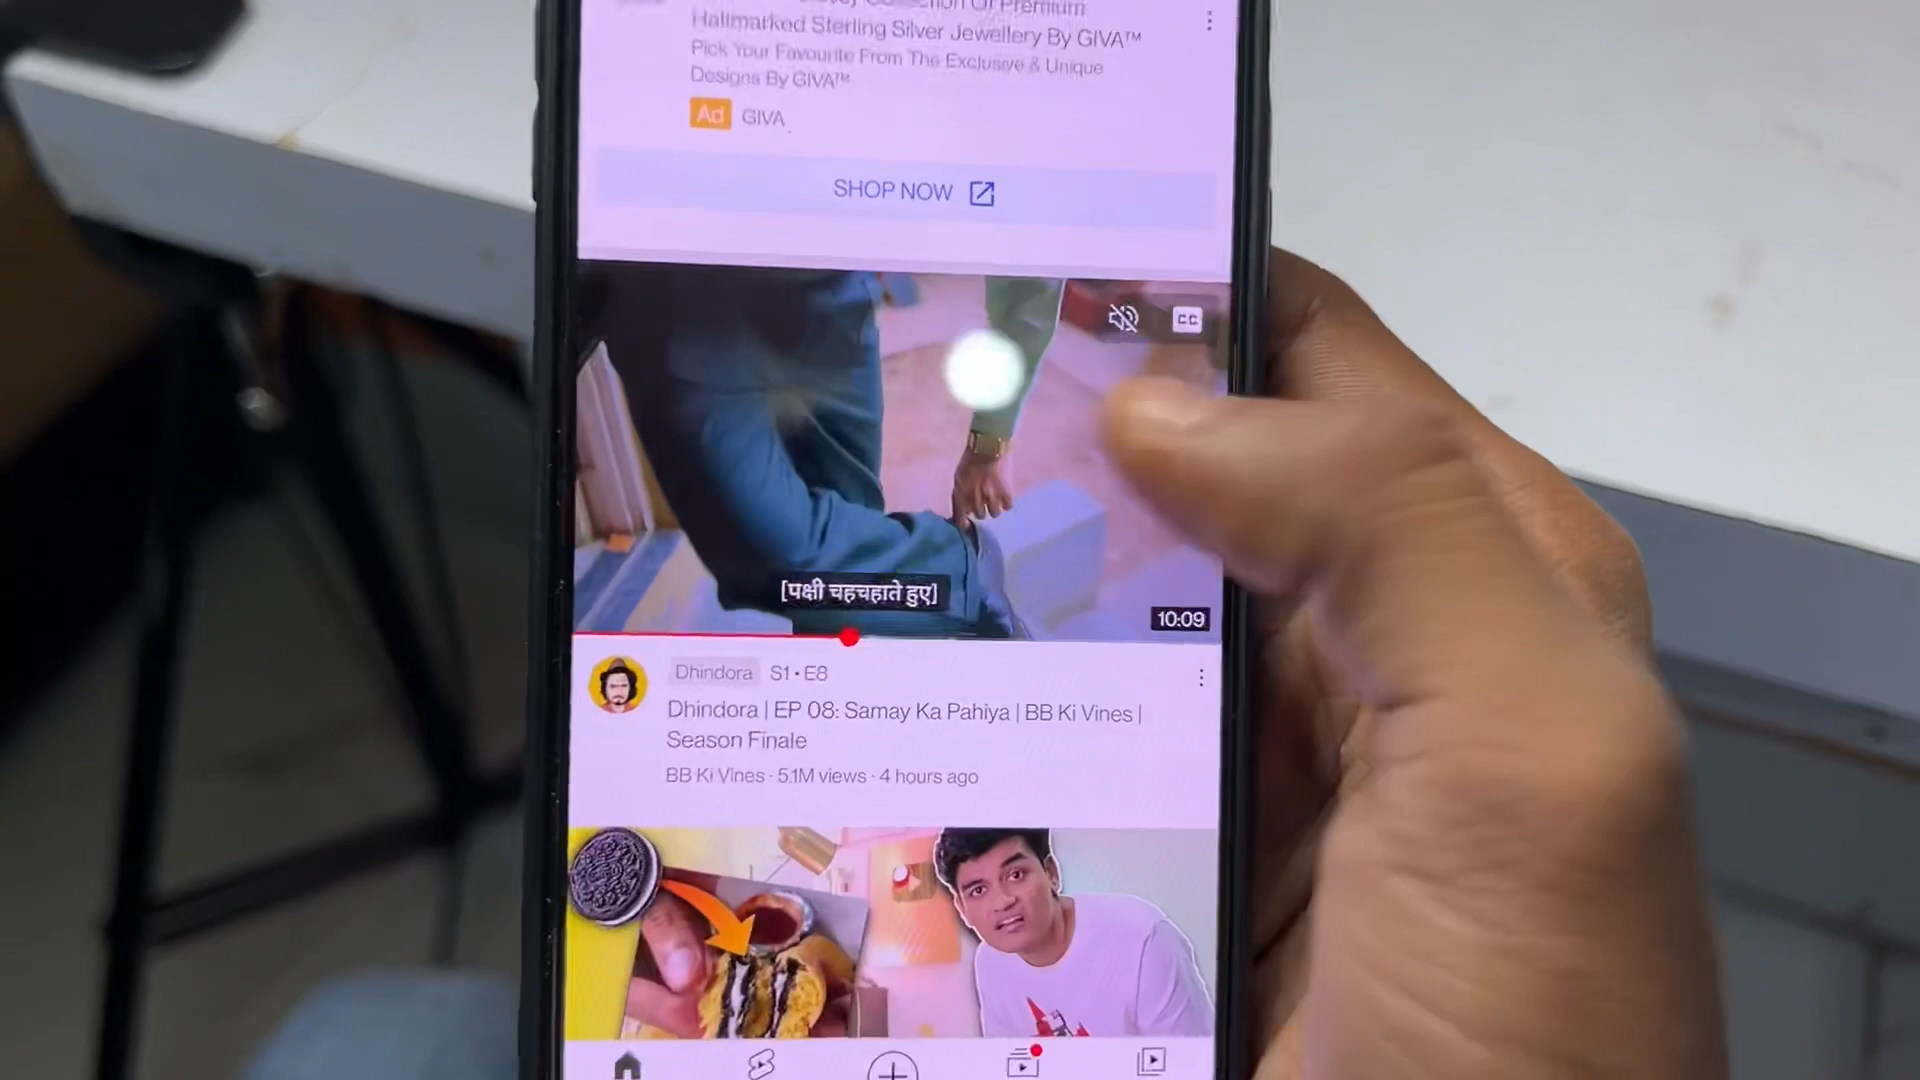 Of Premium
Hallmarked Sterling Silver Jewellery By GIVA™
Pick Your Favourite From The Exclusive & Unique
Designs By GIVA™
Ad GIVA
SHOP NOW
CC
[पक्षी चहचहाते हुए]
10:09
Dhindora S1 • E8
Dhindora | EP 08: Samay Ka Pahiya | BB Ki Vines |
Season Finale
BB Ki Vines · 5.1M views · 4 hours ago